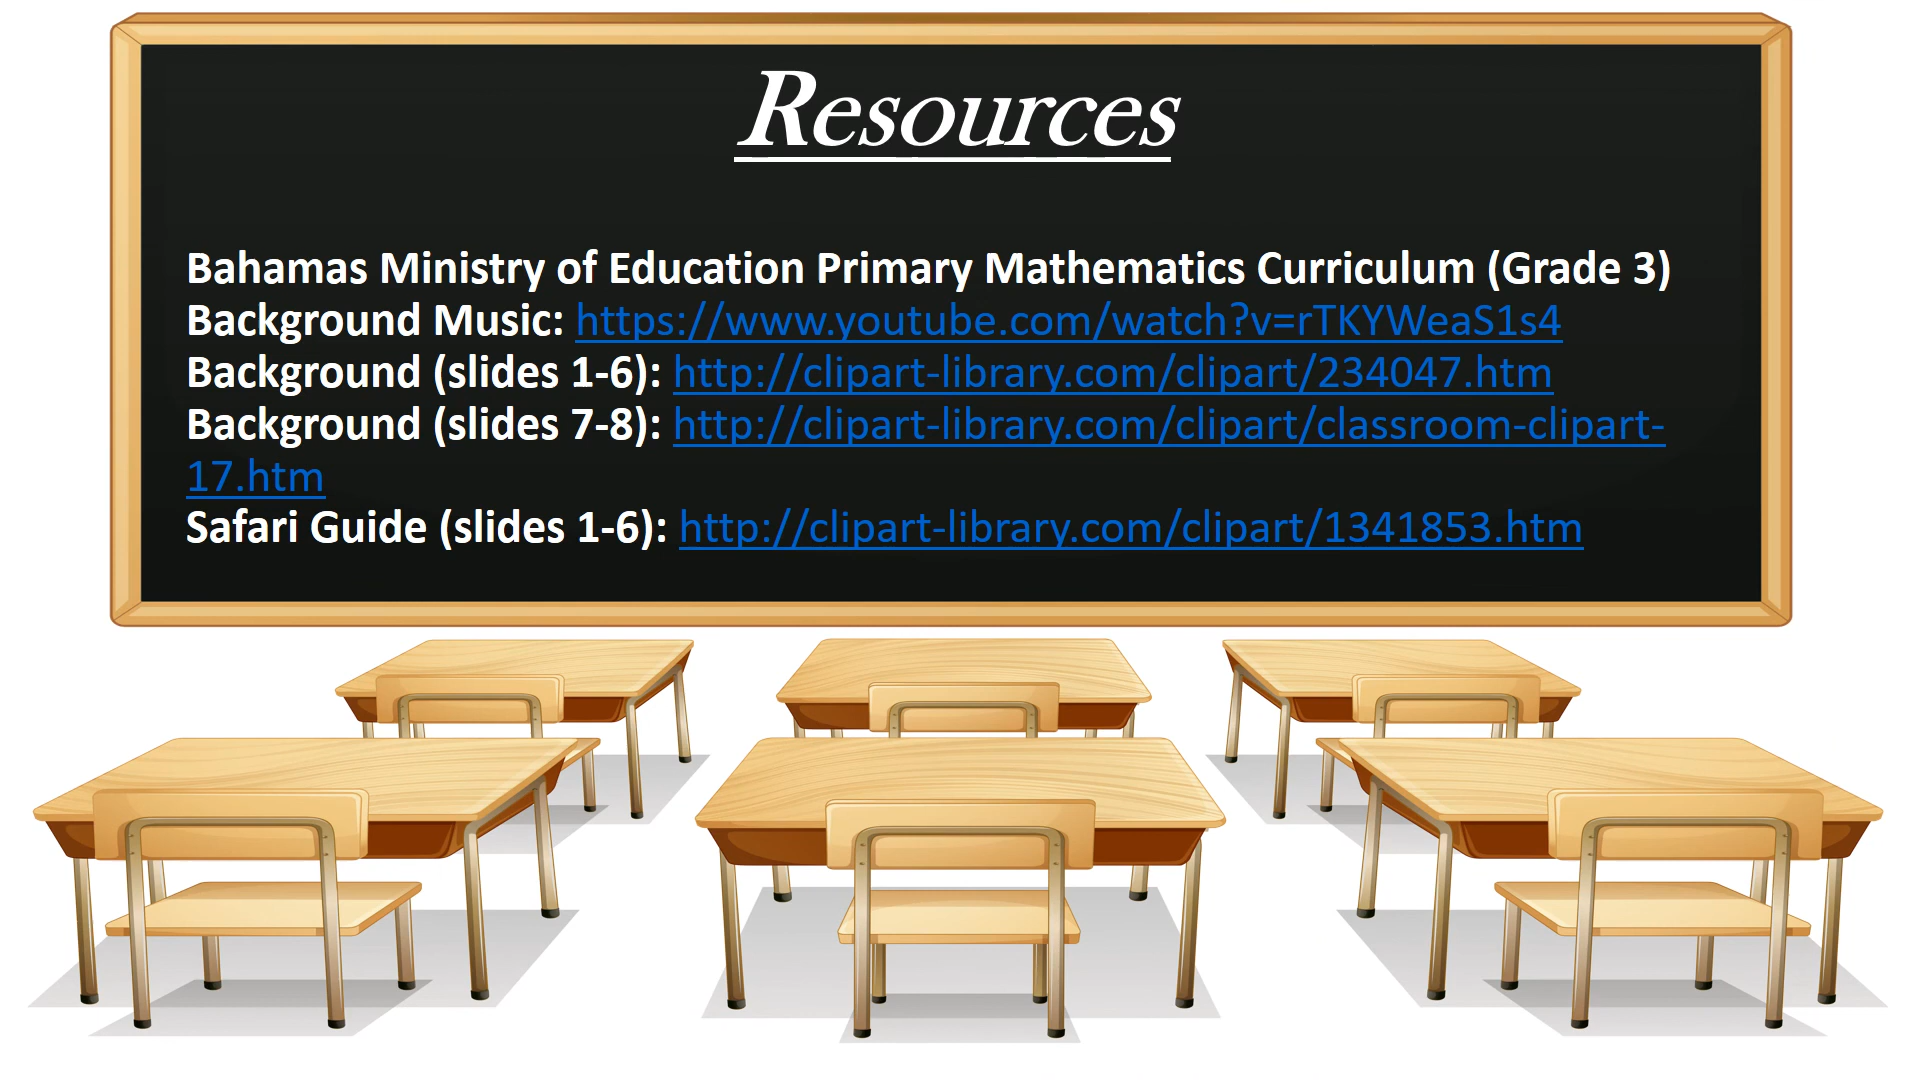 Resources
Bahamas Ministry of Education Primary Mathematics Curriculum (Grade 3)
Background Music: https://www.youtube.com/watch?v=rTKYWeaS1s4
Background (slides 1-6): http://clipart-library.com/clipart/234047.htm
Background (slides 7-8): http://clipart-library.com/clipart/classroom-clipart-
17.htm
Safari Guide (slides 1-6): http://clipart-library.com/clipart/1341853.htm